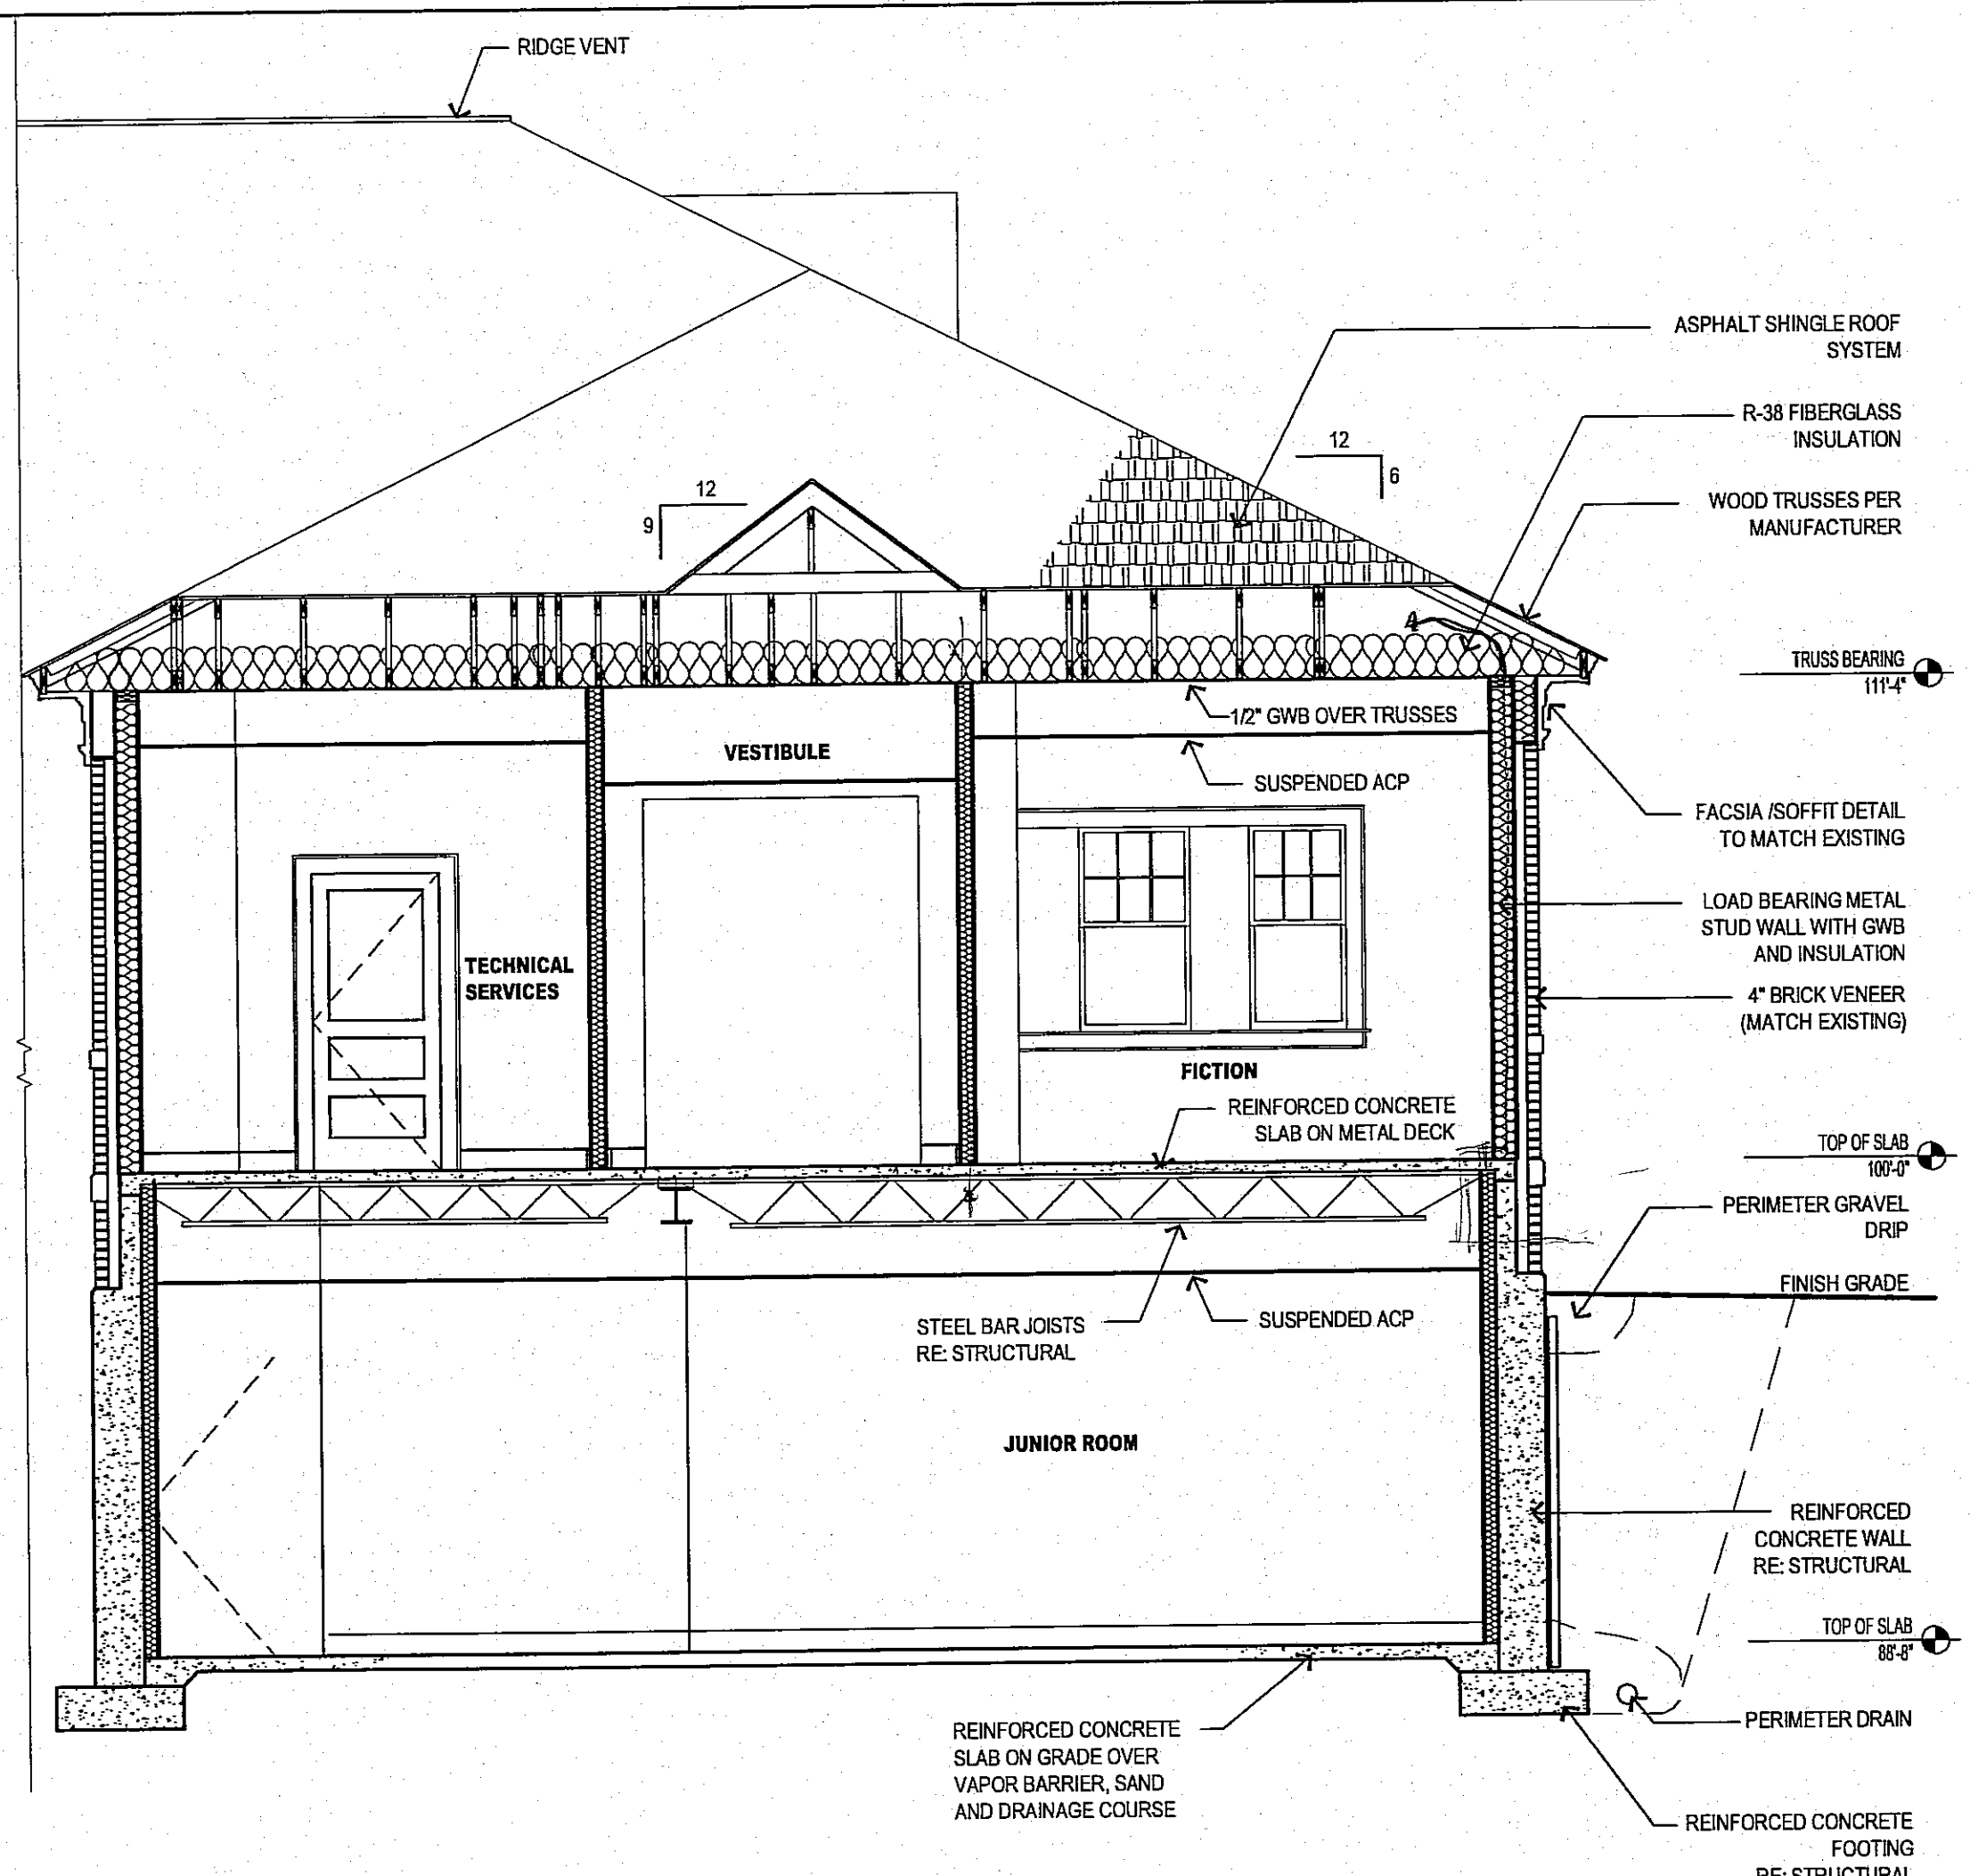 RIDGE VENT
ASPHALT SHINGLE ROOF
SYSTEM
R-38 FIBERGLASS
INSULATION
12
6
12
9
WOOD TRUSSES PER
MANUFACTURER
TRUSS BEARING
111'-4"
1/2" GWB OVER TRUSSES
VESTIBULE
SUSPENDED ACP
FACSIA /SOFFIT DETAIL
TO MATCH EXISTING
LOAD BEARING METAL
STUD WALL WITH GWB
AND INSULATION
TECHNICAL
SERVICES
4" BRICK VENEER
(MATCH EXISTING)
FICTION
REINFORCED CONCRETE
SLAB ON METAL DECK
TOP OF SLAB
100'-0"
PERIMETER GRAVEL
DRIP
FINISH GRADE
STEEL BAR JOISTS
RE: STRUCTURAL
SUSPENDED ACP
JUNIOR ROOM
REINFORCED
CONCRETE WALL
RE: STRUCTURAL
TOP OF SLAB
88'-8"
PERIMETER DRAIN
REINFORCED CONCRETE
SLAB ON GRADE OVER
VAPOR BARRIER, SAND
AND DRAINAGE COURSE
REINFORCED CONCRETE
FOOTING
RE: STRUCTURAL